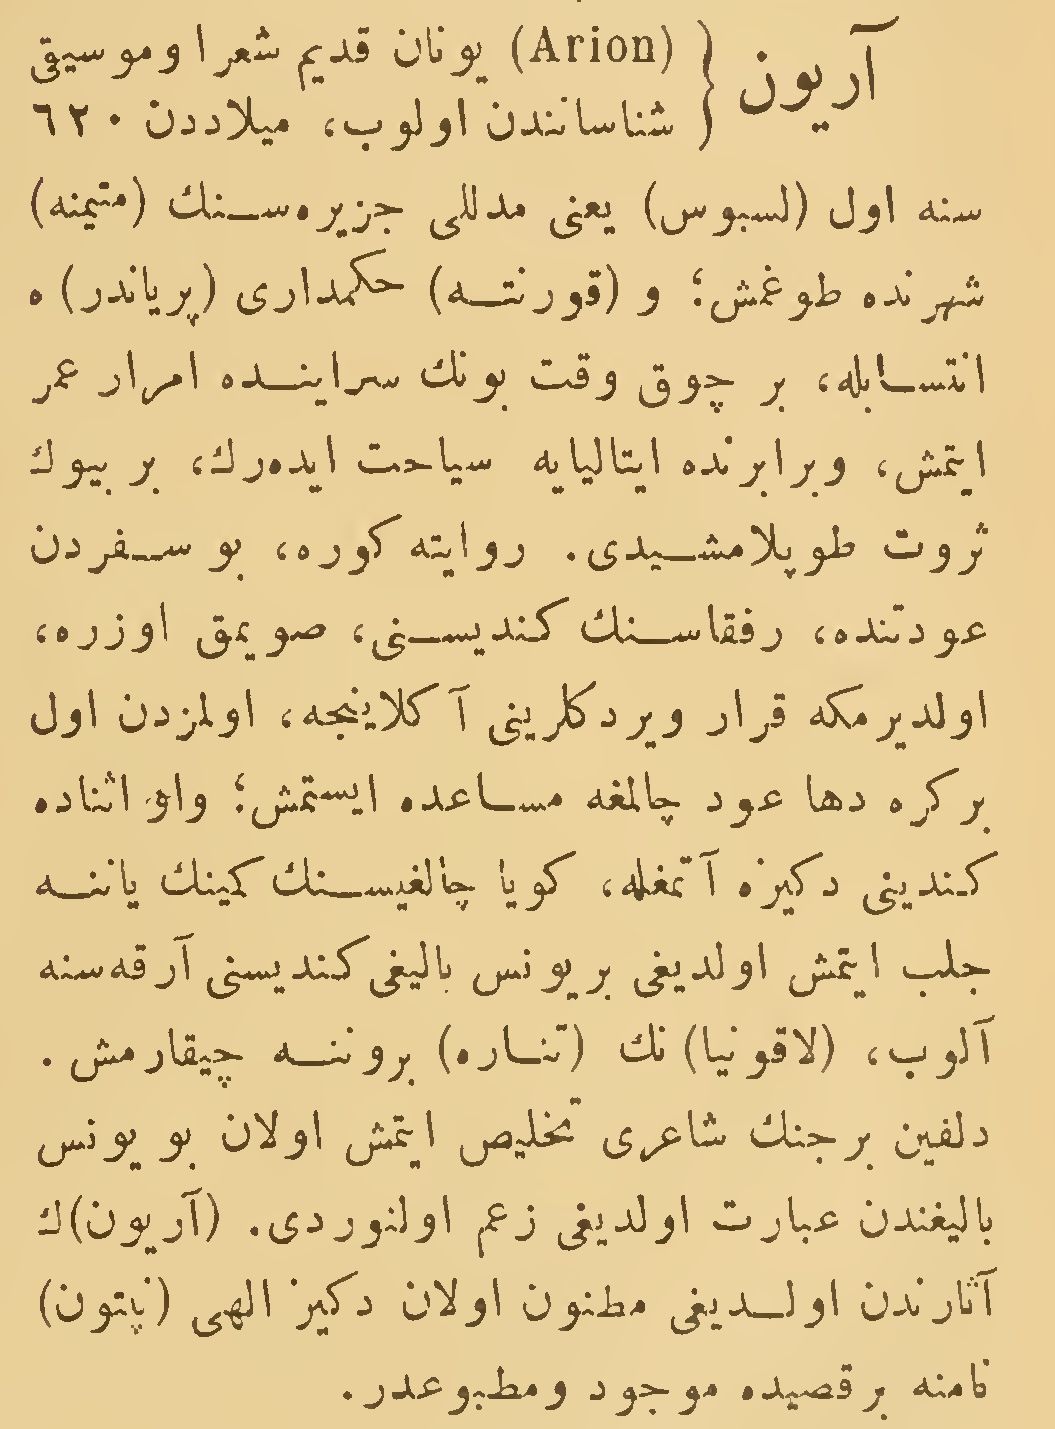 آریون { (Arion) یونان قدیم شعرا وموسیقی
شناسانندن اولوب، میلاددن ٦٢٠
سنه اول (لسبوس) یعنی مدللی جزیره‌سنك (متیمنه)
شهرنده طوغمش؛ و (قورنته) حکمداری (پریاندر) ه
انتسابله، بر چوق وقت بونك سراینده امرار عمر
ایتمش، وبرابرنده ایتالیایه سیاحت ایده‌رك، بر بیوك
ثروت طوپلامشیدی. روایته کوره، بو سفردن
عودتنده، رفقاسنك کندیسنی، صویمق اوزره،
اولدیرمکه قرار ویردکلرینی آکلاینجه، اولمزدن اول
برکره دها عود چالمغه مساعده ایستمش؛ واو اثناده
کندینی دکیزه آتمغله، کویا چالغیسنك کمینك یاننه
جلب ایتمش اولدیغی بریونس بالیغی کندیسنی آرقه‌سنه
آلوب، (لاقونیا) نك (تناره) بروننه چیقارمش.
دلفین برجنك شاعری تخلیص ایتمش اولان بو یونس
بالیغندن عبارت اولدیغی زعم اولنوردی. (آریون)ك
آثارندن اولدیغی مظنون اولان دکیز الهی (نپتون)
نامنه برقصیده موجود ومطبوعدر.